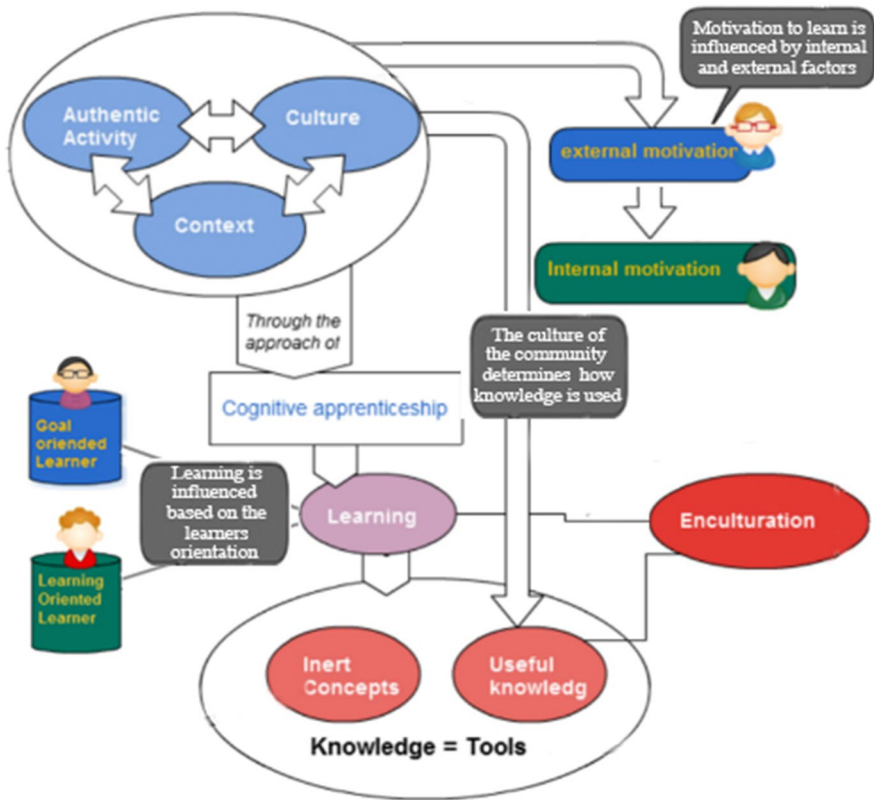 Motivation to learn is
influenced by internal
and external factors
Authentic
Activity
Culture
Context
external motivation
Internal motivation
Through the
approach of
The culture of
the community
determines how
knowledge is used
Cognitive apprenticeship
Goal
oriended
Learner
Learning is
influenced
based on the
learners
orientation
Learning
Enculturation
Learning
Oriented
Learner
Inert
Concepts
Useful
knowledg
Knowledge = Tools